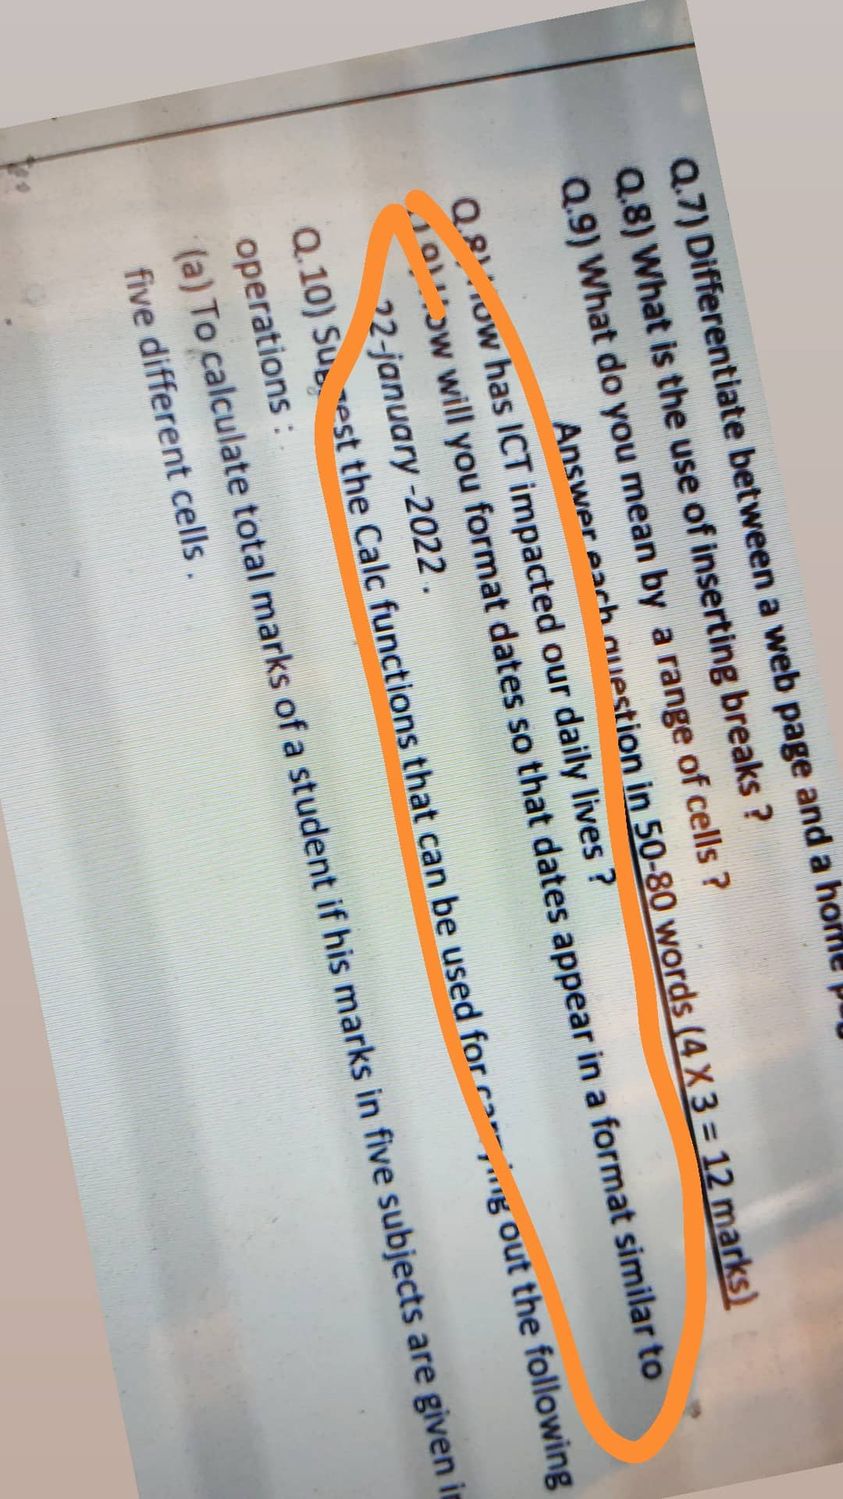 Q.7) Differentiate between a web page and a home
Q.8) What is the use of inserting breaks ?
Q.9) What do you mean by a range of cells ?
Answer each question in 50-80 words (4 X 3 = 12 marks)
Q.8) How has ICT impacted our daily lives ?
Q.9) How will you format dates so that dates appear in a format similar to
22-january -2022 .
Q.10) Suggest the Calc functions that can be used for carrying out the following
operations :
(a) To calculate total marks of a student if his marks in five subjects are given in
five different cells .